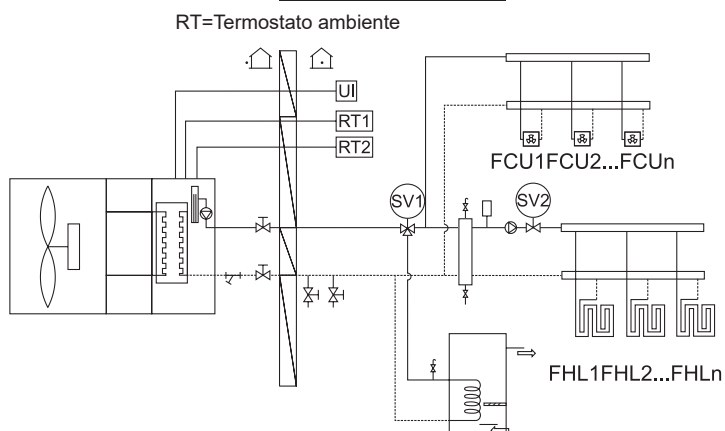 RT=Termostato ambiente
UI
RT1
RT2
FCU1FCU2...FCUn
SV1
SV2
FHL1FHL2...FHLn